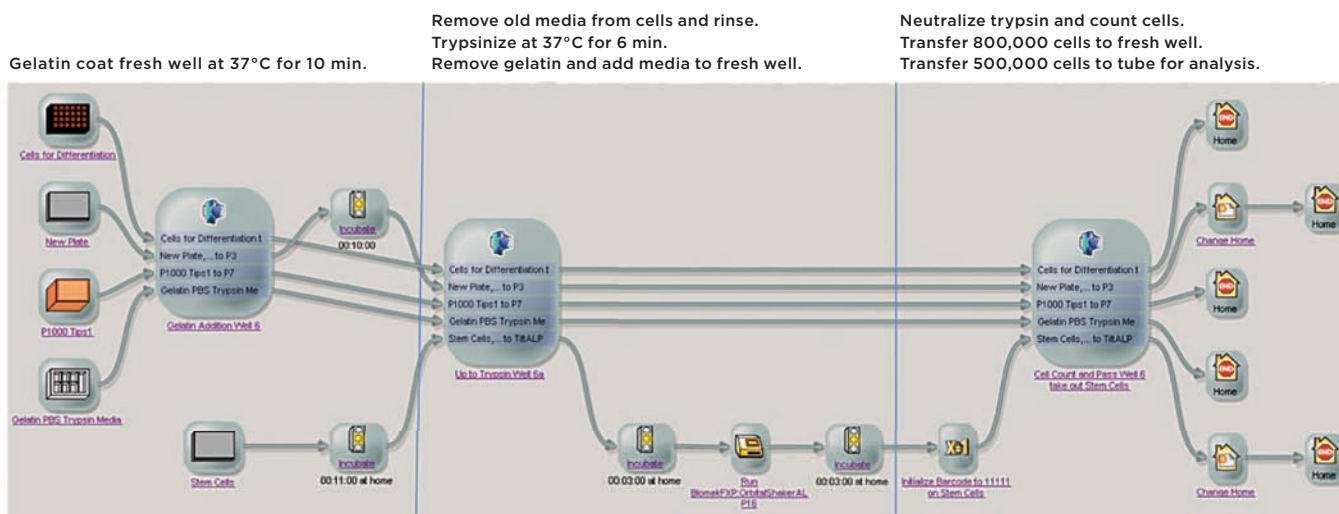 Gelatin coat fresh well at 37°C for 10 min.
Remove old media from cells and rinse.
Trypsinize at 37°C for 6 min.
Remove gelatin and add media to fresh well.
Neutralize trypsin and count cells.
Transfer 800,000 cells to fresh well.
Transfer 500,000 cells to tube for analysis.
Cells for Differentiation
New Plate
P1000 Tips1
Gelatin PBS Trypsin Media
Cells for Differentiation t
New Plate,... to P3
P1000 Tips1 to P7
Gelatin PBS Trypsin Me
Gelatin Addition Well 6
Incubate
00:10:00
Stem Cells
Incubate
00:11:00 at home
Cells for Differentiation t
New Plate,... to P3
P1000 Tips1 to P7
Gelatin PBS Trypsin Me
Stem Cells,... to TiltALP
Up to Trypsin Well 6a
Incubate
00:03:00 at home
Run
BiomekFXP:OrbitalShakerAL
P16
Incubate
00:03:00 at home
Initialize Barcode to 11111
on Stem Cells
Cells for Differentiation t
New Plate,... to P3
P1000 Tips1 to P7
Gelatin PBS Trypsin Me
Stem Cells,... to TiltALP
Cell Count and Pass Well 6
take out Stem Cells
END
Home
Change Home
END
Home
END
Home
END
Home
Change Home
END
Home